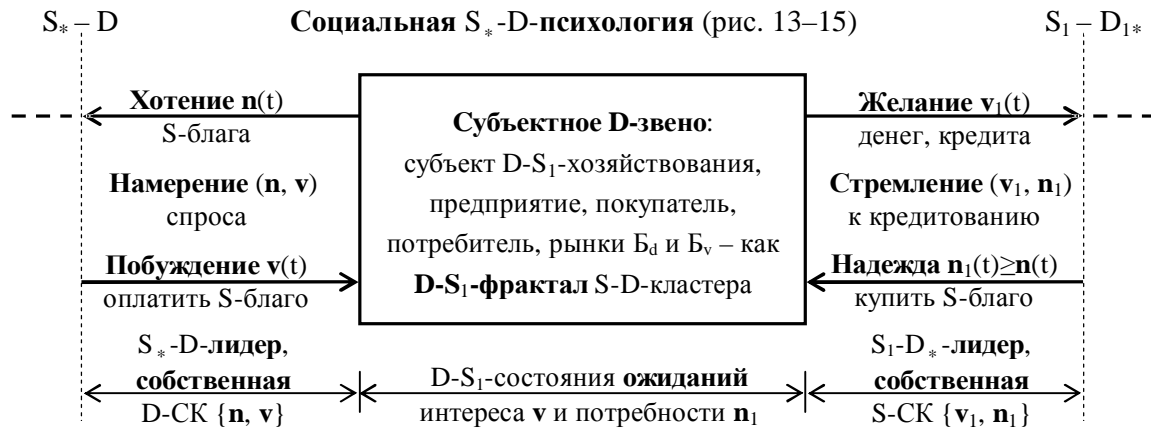 S* – D Социальная S*-D-психология (рис. 13–15) S1 – D1*
Хотение n(t)
S-блага
Намерение (n, v)
спроса
Побуждение v(t)
оплатить S-благо
Субъектное D-звено:
субъект D-S1-хозяйствования,
предприятие, покупатель,
потребитель, рынки Бd и Бv – как
D-S1-фрактал S-D-кластера
Желание v1(t)
денег, кредита
Стремление (v1, n1)
к кредитованию
Надежда n1(t)≥n(t)
купить S-благо
S*-D-лидер,
собственная
D-СК {n, v}
D-S1-состояния ожиданий
интереса v и потребности n1
S1-D*-лидер,
собственная
S-СК {v1, n1}